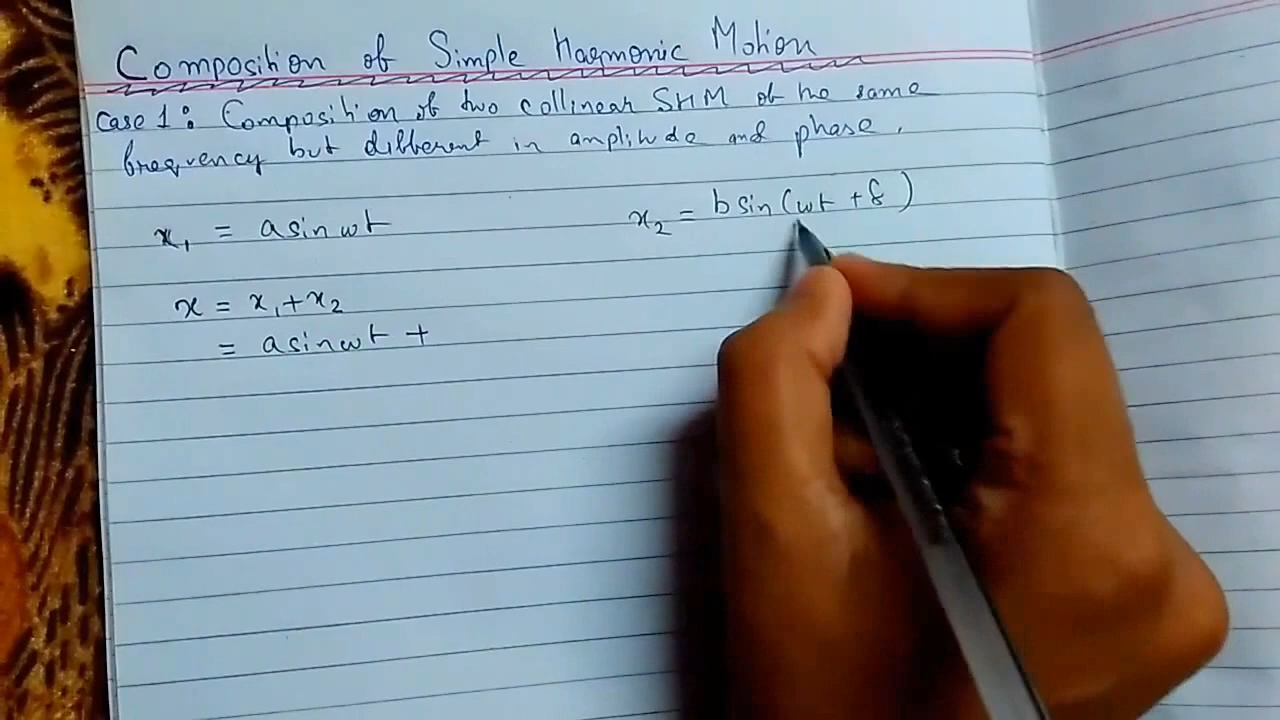 Composition of Simple Harmonic Motion
Case 1: Composition of two collinear SHM of the same
frequency but different in amplitude and phase.
x₁ = a sin ωt
x₂ = b sin(ωt + δ)
x = x₁ + x₂
= a sin ωt +